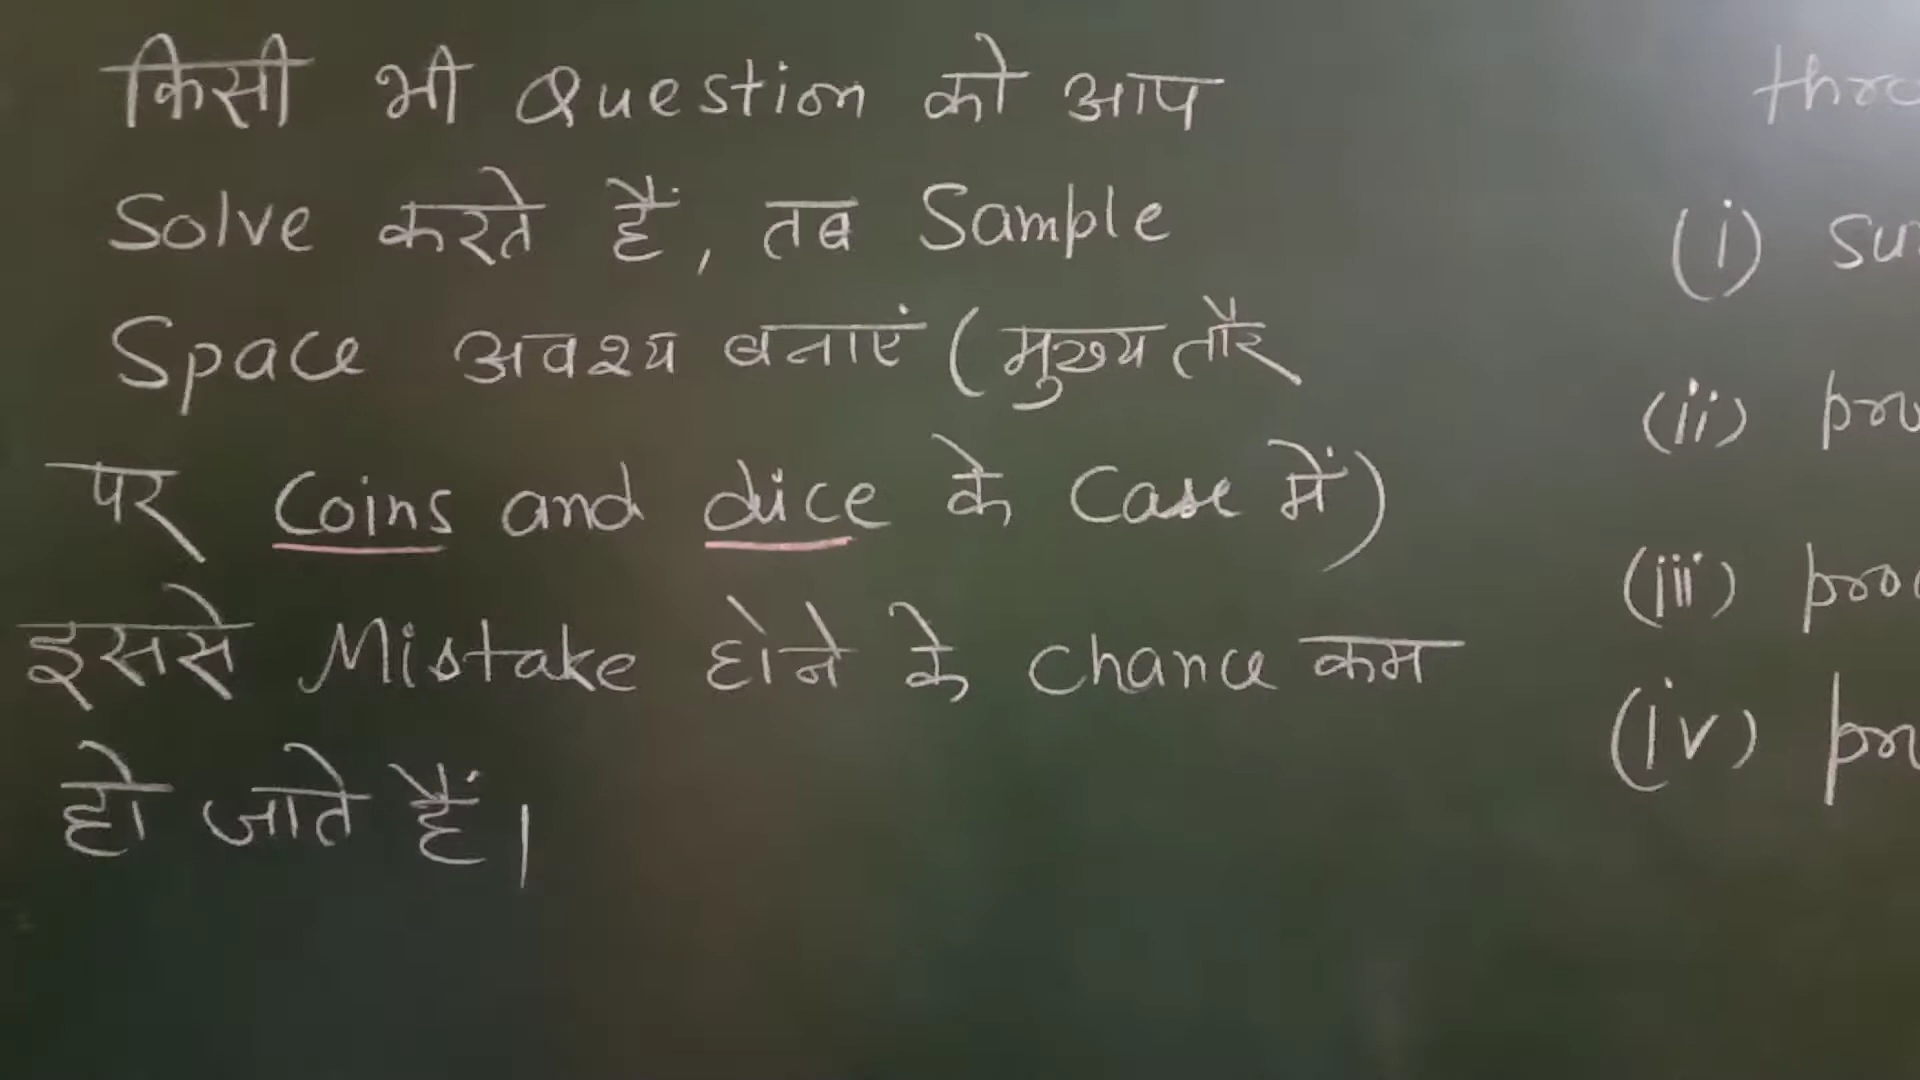 किसी भी Question को आप
Solve करते हैं, तब Sample
Space अवश्य बनाएं (मुख्य तौर
पर Coins and dice के Case में)
इससे Mistake होने के chance कम
हो जाते हैं।
(i)
(ii)
(iii)
(iv)